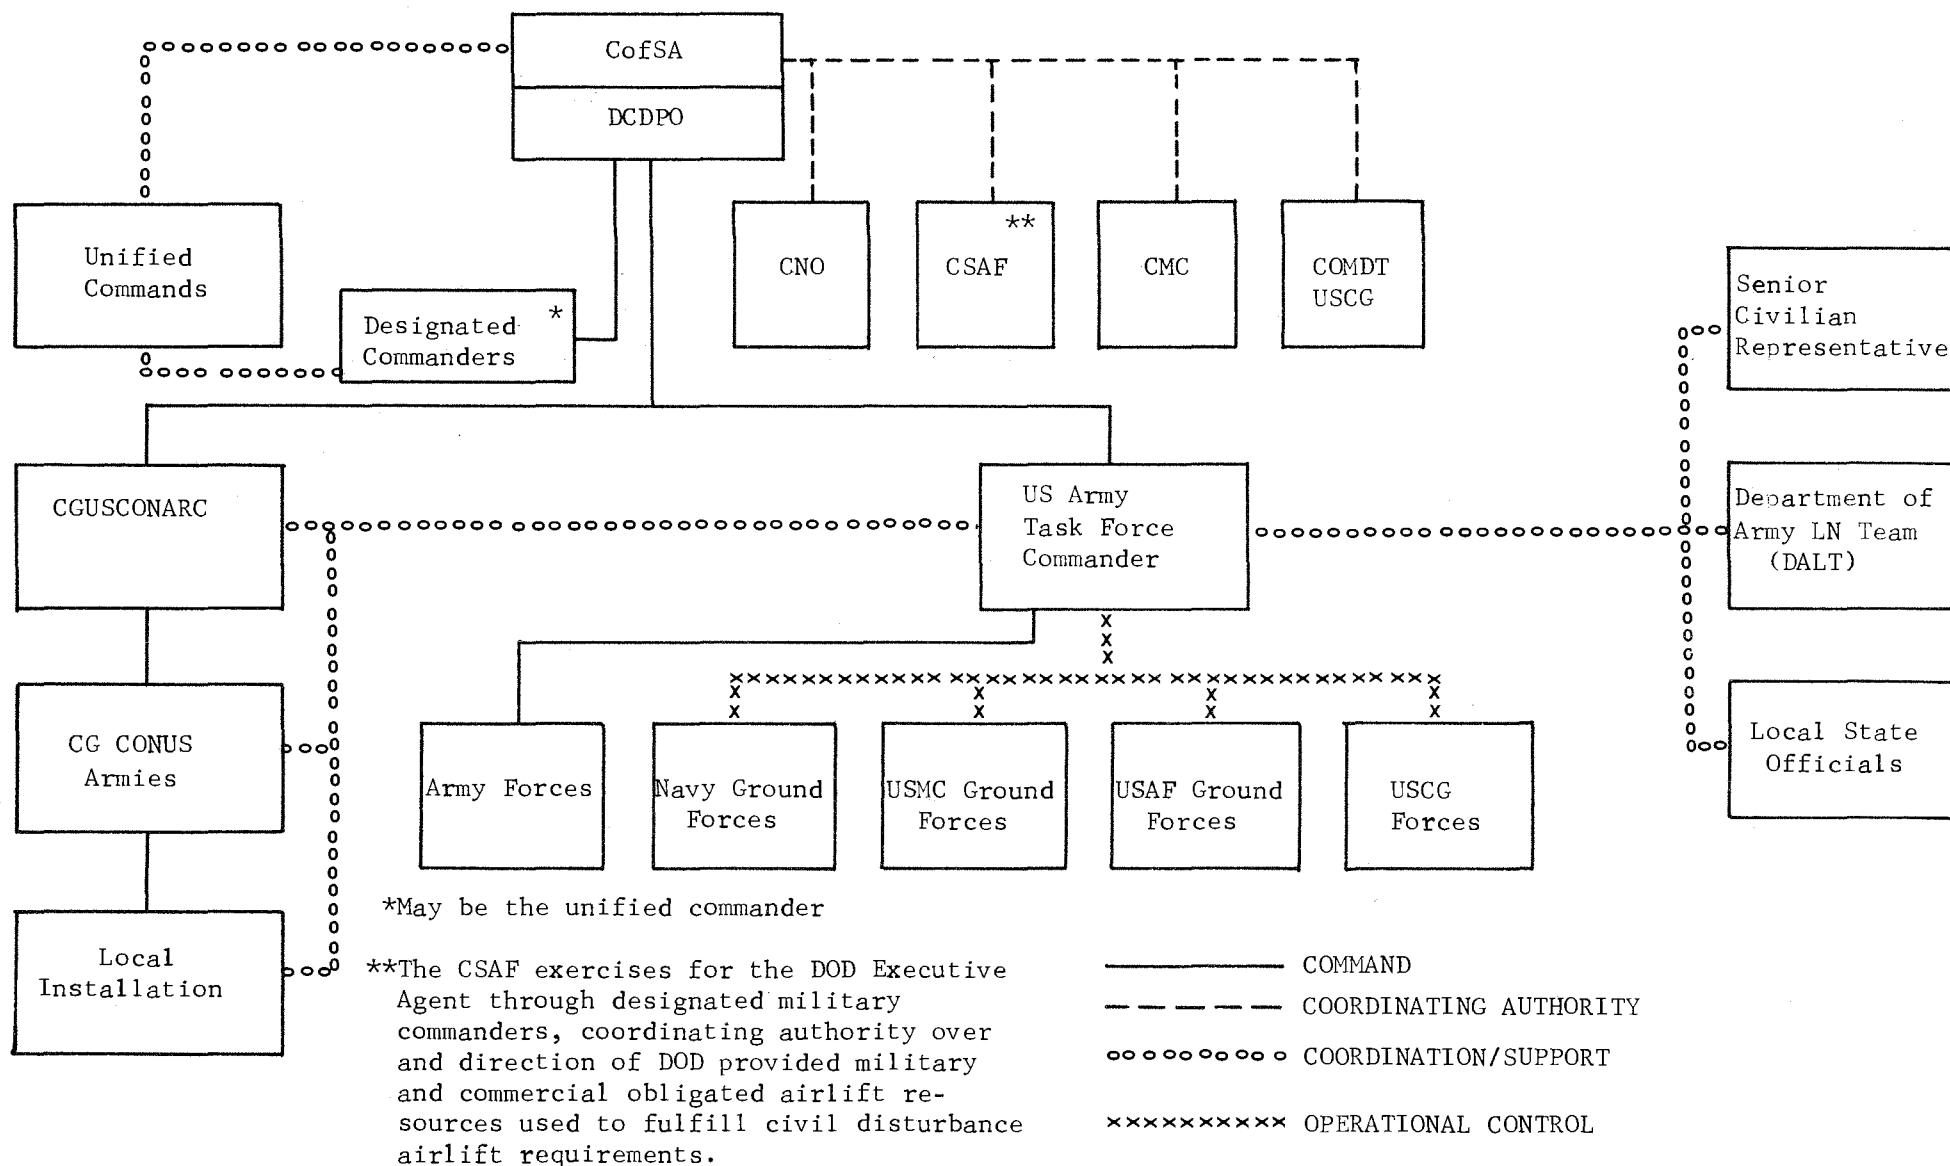 CofSA
DCDPO
Unified
Commands
Designated *
Commanders
CNO
**
CSAF
CMC
COMDT
USCG
Senior
Civilian
Representative
CGUSCONARC
US Army
Task Force
Commander
Department of
Army LN Team
(DALT)
CG CONUS
Armies
Army Forces
Navy Ground
Forces
USMC Ground
Forces
USAF Ground
Forces
USCG
Forces
Local State
Officials
Local
Installation
*May be the unified commander
**The CSAF exercises for the DOD Executive
Agent through designated military
commanders, coordinating authority over
and direction of DOD provided military
and commercial obligated airlift re-
sources used to fulfill civil disturbance
airlift requirements.
COMMAND
COORDINATING AUTHORITY
COORDINATION/SUPPORT
OPERATIONAL CONTROL